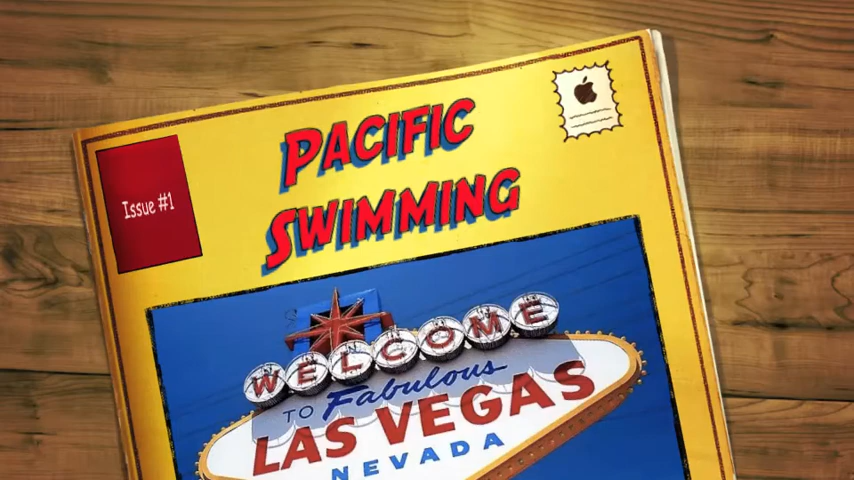 Issue #1
PACIFIC
SWIMMING
WELCOME
TO Fabulous
LAS VEGAS
NEVADA